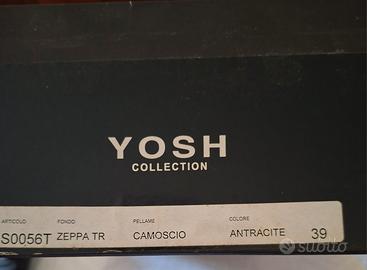 YOSH
COLLECTION
ARTICOLO FONDO PELLAME COLORE
S0056T ZEPPA TR CAMOSCIO ANTRACITE 39
subito